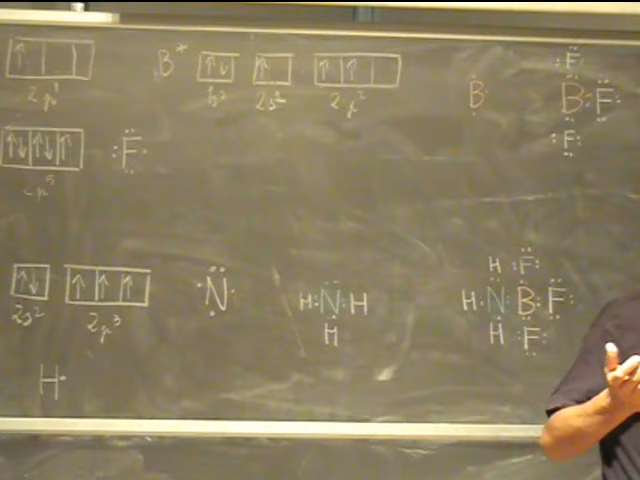 B*
2p¹
1s²
2s¹
2p²
B
F
B F
F
F
2p⁵
2s²
2p³
N
H N H
H
H F
H N B F
H F
H